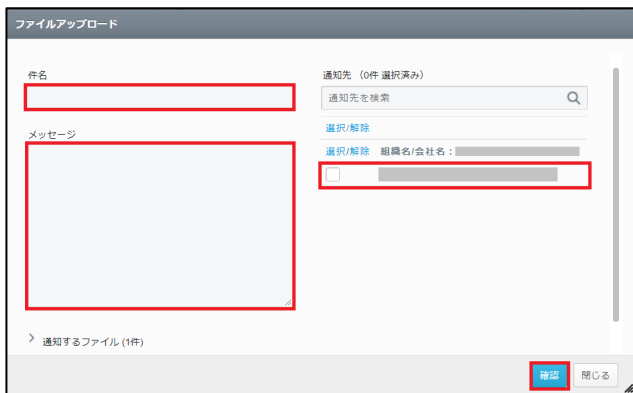 ファイルアップロード
件名
メッセージ
通知するファイル (1件)
通知先 （0件 選択済み）
通知先を検索
選択/解除
選択/解除 組織名/会社名：
確認
閉じる